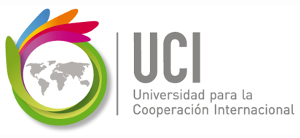 UCI
Universidad para la
Cooperación Internacional